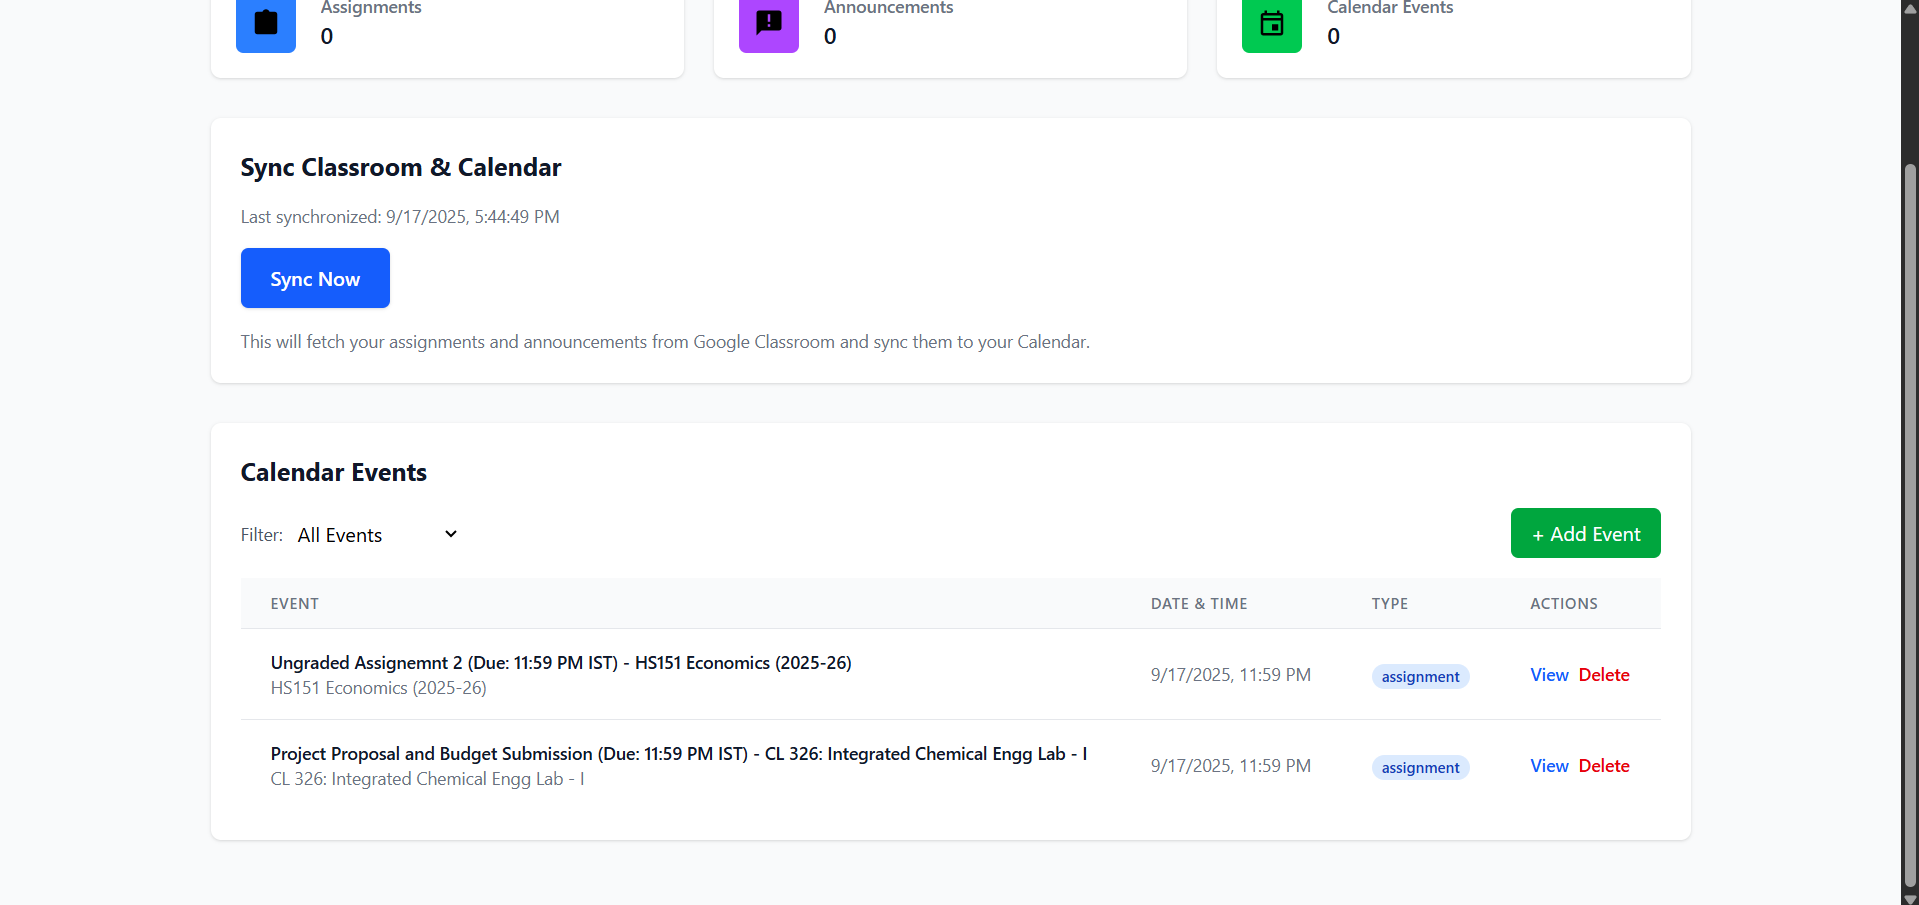 Assignments
0
Announcements
0
Calendar Events
0
Sync Classroom & Calendar
Last synchronized: 9/17/2025, 5:44:49 PM
Sync Now
This will fetch your assignments and announcements from Google Classroom and sync them to your Calendar.
Calendar Events
Filter: All Events
+ Add Event
EVENT DATE & TIME TYPE ACTIONS
Ungraded Assignemnt 2 (Due: 11:59 PM IST) - HS151 Economics (2025-26)
HS151 Economics (2025-26)
9/17/2025, 11:59 PM assignment View Delete
Project Proposal and Budget Submission (Due: 11:59 PM IST) - CL 326: Integrated Chemical Engg Lab - I
CL 326: Integrated Chemical Engg Lab - I
9/17/2025, 11:59 PM assignment View Delete